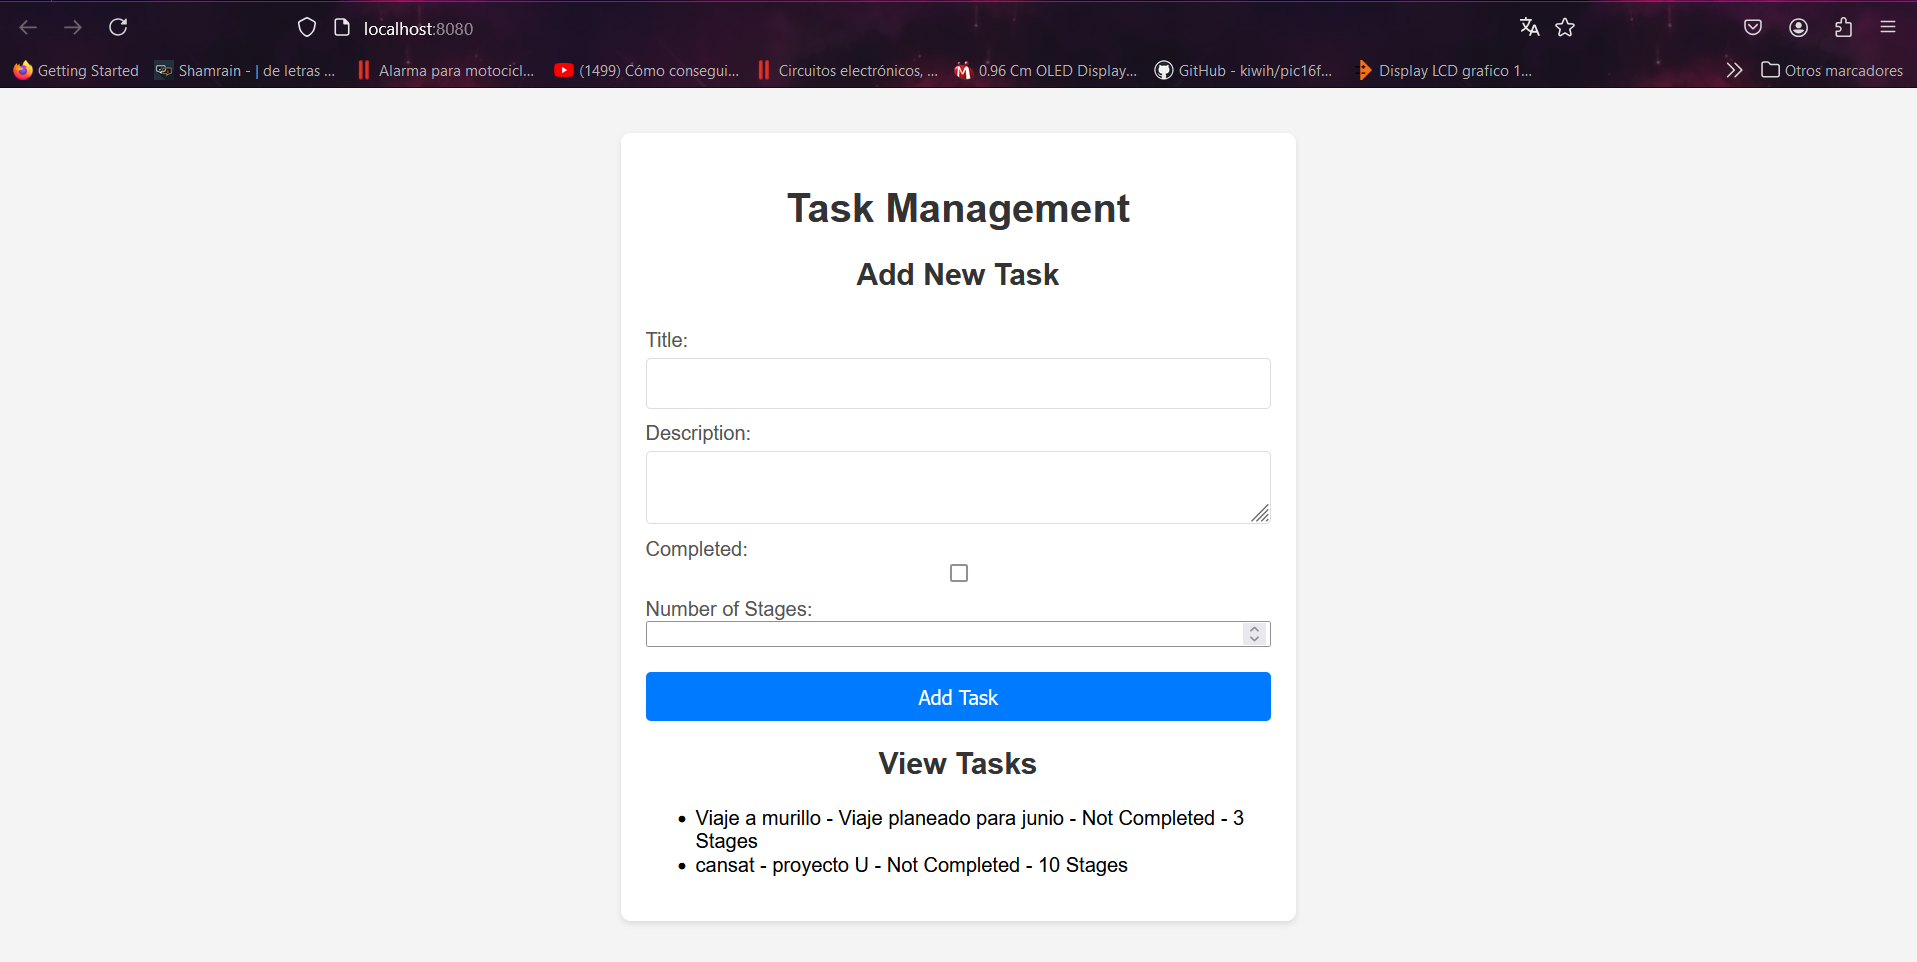 localhost:8080
Getting Started
Shamrain - | de letras ...
Alarma para motocicl...
(1499) Cómo consegui...
Circuitos electrónicos, ...
0.96 Cm OLED Display...
GitHub - kiwih/pic16f...
Display LCD grafico 1...
Otros marcadores
Task Management
Add New Task
Title:
Description:
Completed:
Number of Stages:
Add Task
View Tasks
Viaje a murillo - Viaje planeado para junio - Not Completed - 3
Stages
cansat - proyecto U - Not Completed - 10 Stages